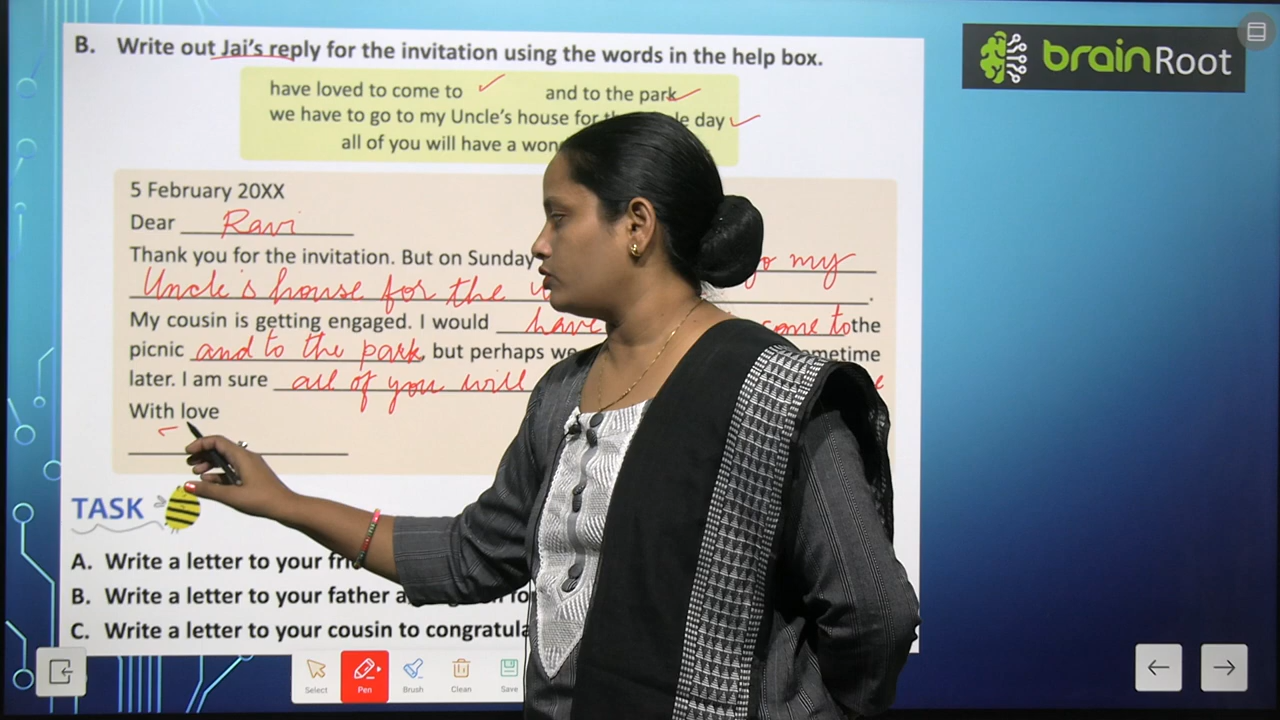 B. Write out Jai's reply for the invitation using the words in the help box.
brainRoot
have loved to come to and to the park
we have to go to my Uncle's house for day
all of you will have a
5 February 20XX
Dear Ravi
Thank you for the invitation. But on Sunday my
Uncle's house for the
My cousin is getting engaged. I would have come to the
picnic and to the park, but perhaps we sometime
later. I am sure all of you will
With love
TASK
A. Write a letter to your
B. Write a letter to your father
C. Write a letter to your cousin to
Select Pen Brush Clean Save